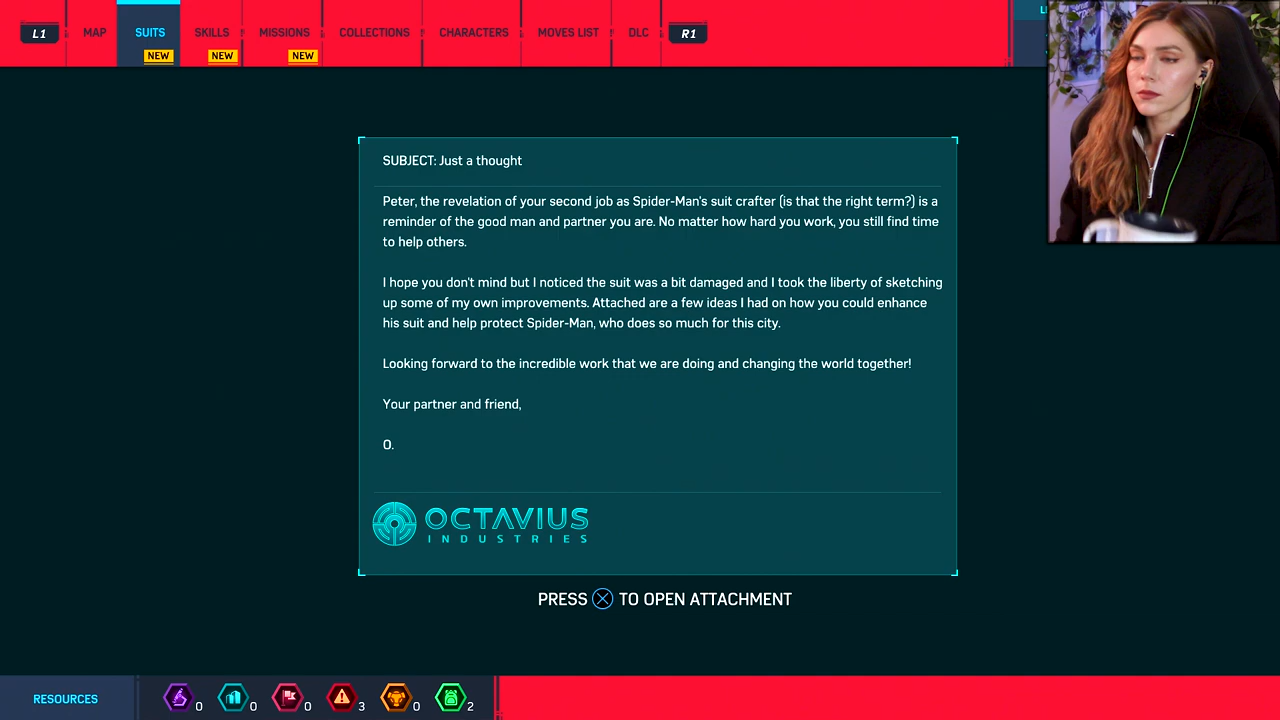 L1 MAP SUITS SKILLS MISSIONS COLLECTIONS CHARACTERS MOVES LIST DLC R1
NEW NEW NEW
SUBJECT: Just a thought
Peter, the revelation of your second job as Spider-Man's suit crafter (is that the right term?) is a
reminder of the good man and partner you are. No matter how hard you work, you still find time
to help others.
I hope you don't mind but I noticed the suit was a bit damaged and I took the liberty of sketching
up some of my own improvements. Attached are a few ideas I had on how you could enhance
his suit and help protect Spider-Man, who does so much for this city.
Looking forward to the incredible work that we are doing and changing the world together!
Your partner and friend,
O.
OCTAVIUS
INDUSTRIES
PRESS TO OPEN ATTACHMENT
RESOURCES 0 0 0 3 0 2